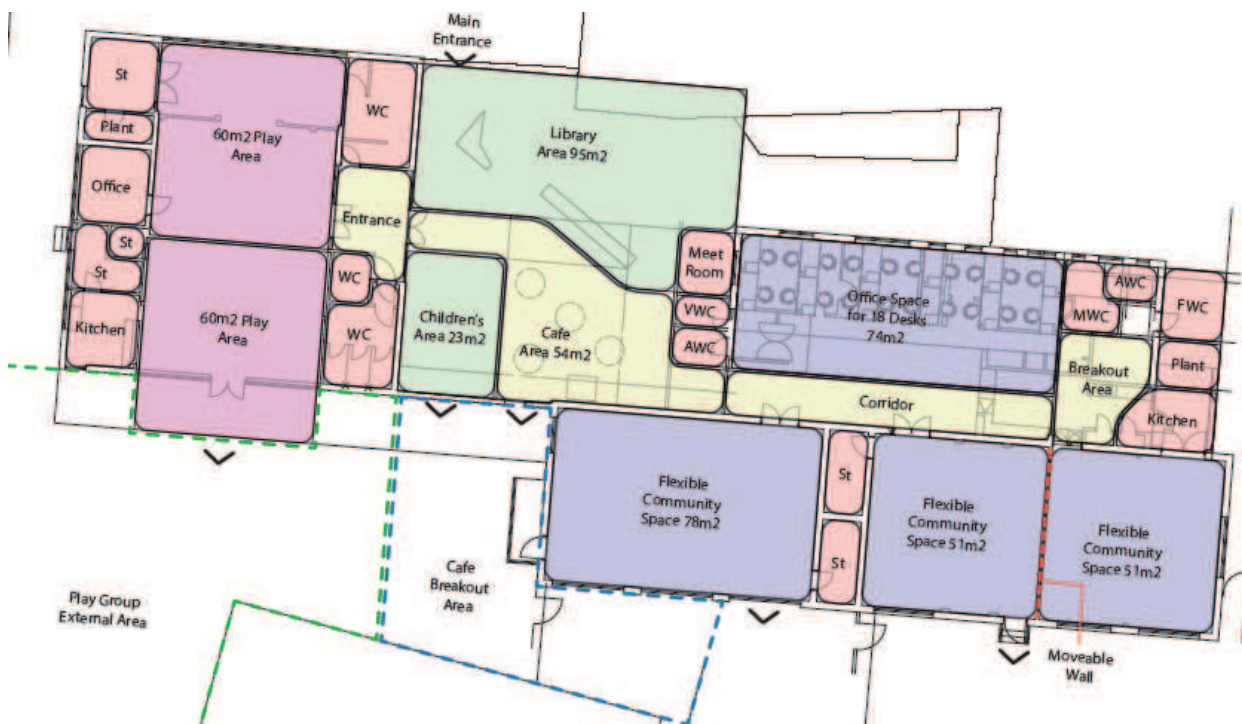 Main
Entrance
St
Plant
Office
St
St
Kitchen
60m2 Play
Area
60m2 Play
Area
WC
Entrance
WC
WC
Library
Area 95m2
Children's
Area 23m2
Cafe
Area 54m2
Meet
Room
VWC
AWC
Office Space
for 18 Desks
74m2
Corridor
AWC
MWC
FWC
Breakout
Area
Plant
Kitchen
Flexible
Community
Space 78m2
St
St
Flexible
Community
Space 51m2
Flexible
Community
Space 51m2
Cafe
Breakout
Area
Play Group
External Area
Moveable
Wall